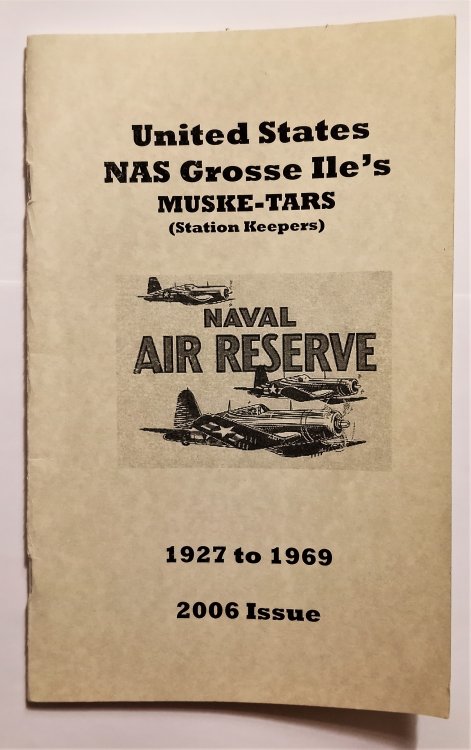 United States
NAS Grosse Ile's
MUSKE-TARS
(Station Keepers)
NAVAL
AIR RESERVE
1927 to 1969
2006 Issue